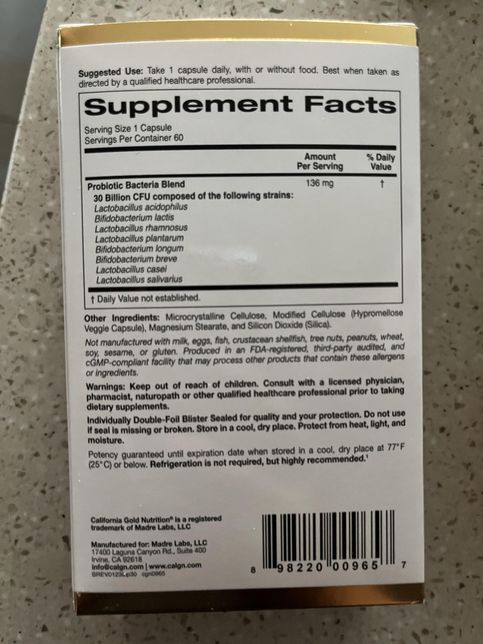 Suggested Use: Take 1 capsule daily, with or without food. Best when taken as
directed by a qualified healthcare professional.
Supplement Facts
Serving Size 1 Capsule
Servings Per Container 60
Amount Per Serving
% Daily Value
Probiotic Bacteria Blend 136 mg †
30 Billion CFU composed of the following strains:
Lactobacillus acidophilus
Bifidobacterium lactis
Lactobacillus rhamnosus
Lactobacillus plantarum
Bifidobacterium longum
Bifidobacterium breve
Lactobacillus casei
Lactobacillus salivarius
† Daily Value not established.
Other Ingredients: Microcrystalline Cellulose, Modified Cellulose (Hypromellose
Veggie Capsule), Magnesium Stearate, and Silicon Dioxide (Silica).
Not manufactured with milk, eggs, fish, crustacean shellfish, tree nuts, peanuts, wheat,
soy, sesame, or gluten. Produced in an FDA-registered, third-party audited, and
cGMP-compliant facility that may process other products that contain these allergens
or ingredients.
Warnings: Keep out of reach of children. Consult with a licensed physician,
pharmacist, naturopath or other qualified healthcare professional prior to taking
dietary supplements.
Individually Double-Foil Blister Sealed for quality and your protection. Do not use
if seal is missing or broken. Store in a cool, dry place. Protect from heat, light, and
moisture.
Potency guaranteed until expiration date when stored in a cool, dry place at 77°F
(25°C) or below. Refrigeration is not required, but highly recommended.¹
California Gold Nutrition® is a registered
trademark of Madre Labs, LLC
Manufactured for: Madre Labs, LLC
17400 Laguna Canyon Rd., Suite 400
Irvine, CA 92618
info@calgn.com | www.calgn.com
8 98220 00965 7